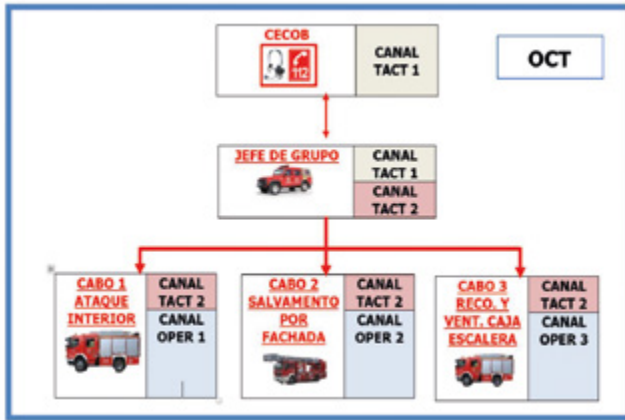 CECOB
112
CANAL
TACT 1
OCT
JEFE DE GRUPO
CANAL
TACT 1
CANAL
TACT 2
CABO 1
ATAQUE
INTERIOR
CANAL
TACT 2
CANAL
OPER 1
CABO 2
SALVAMENTO
POR
FACHADA
CANAL
TACT 2
CANAL
OPER 2
CABO 3
RECO. Y
VENT. CAJA
ESCALERA
CANAL
TACT 2
CANAL
OPER 3